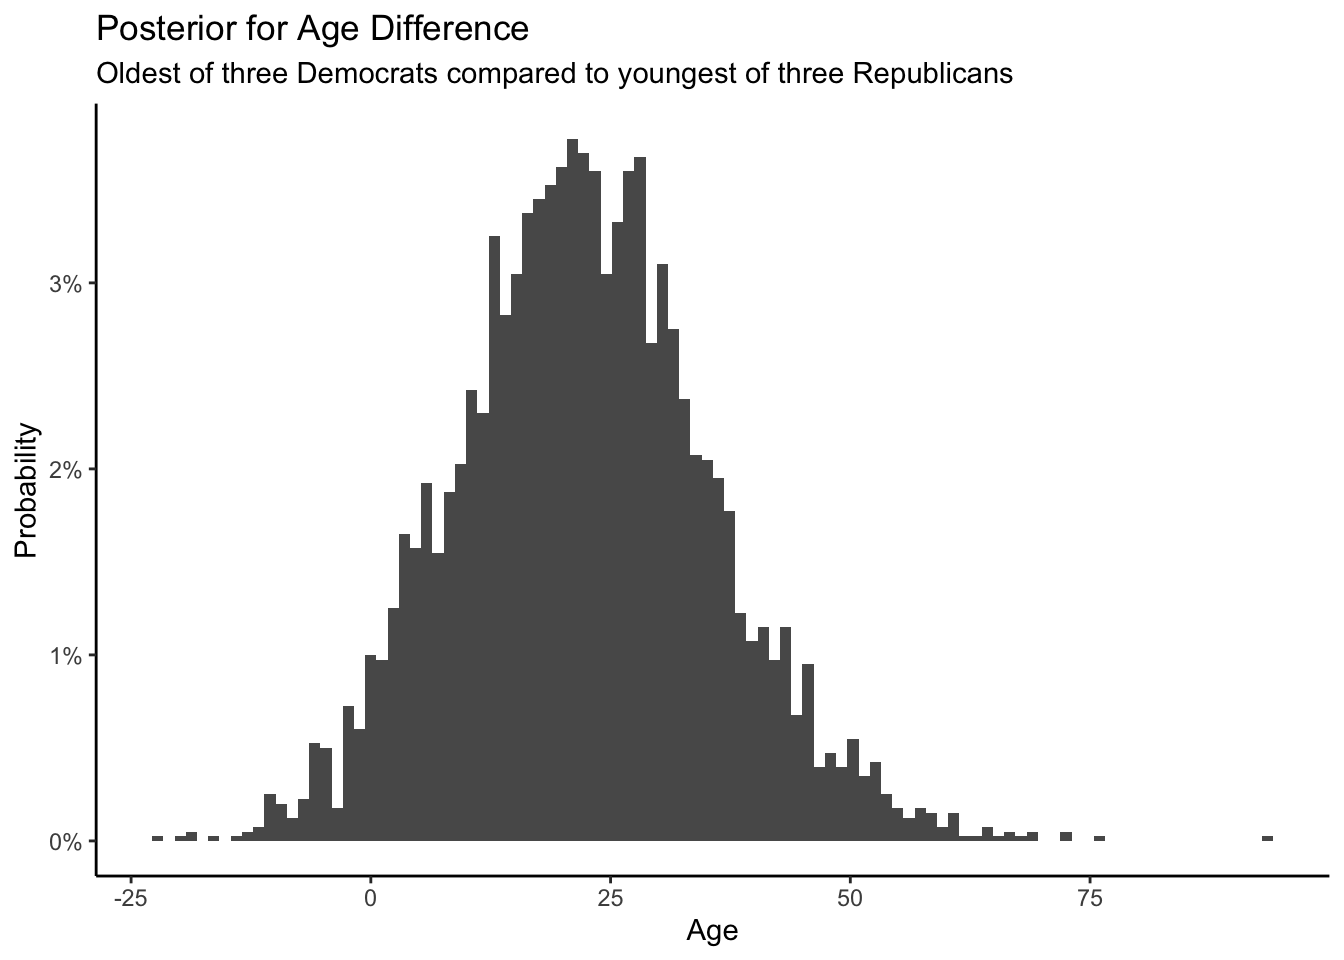 Posterior for Age Difference
Oldest of three Democrats compared to youngest of three Republicans
Probability
3%
2%
1%
0%
-25 0 25 50 75
Age